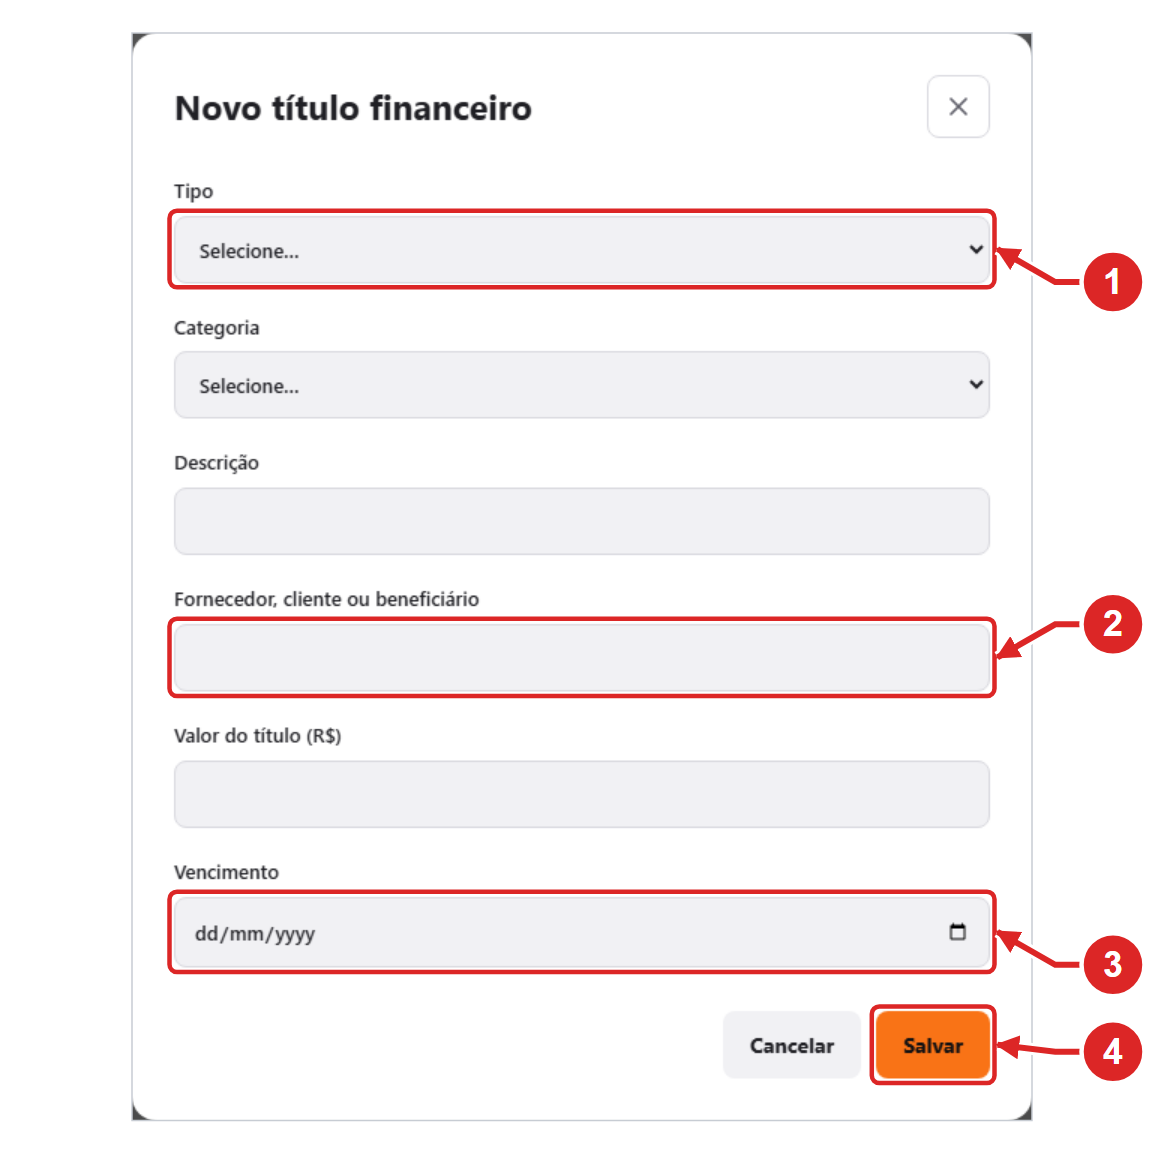 Novo título financeiro
Tipo
Selecione...
1
Categoria
Selecione...
Descrição
Fornecedor, cliente ou beneficiário
2
Valor do título (R$)
Vencimento
dd/mm/yyyy
3
Cancelar
Salvar
4